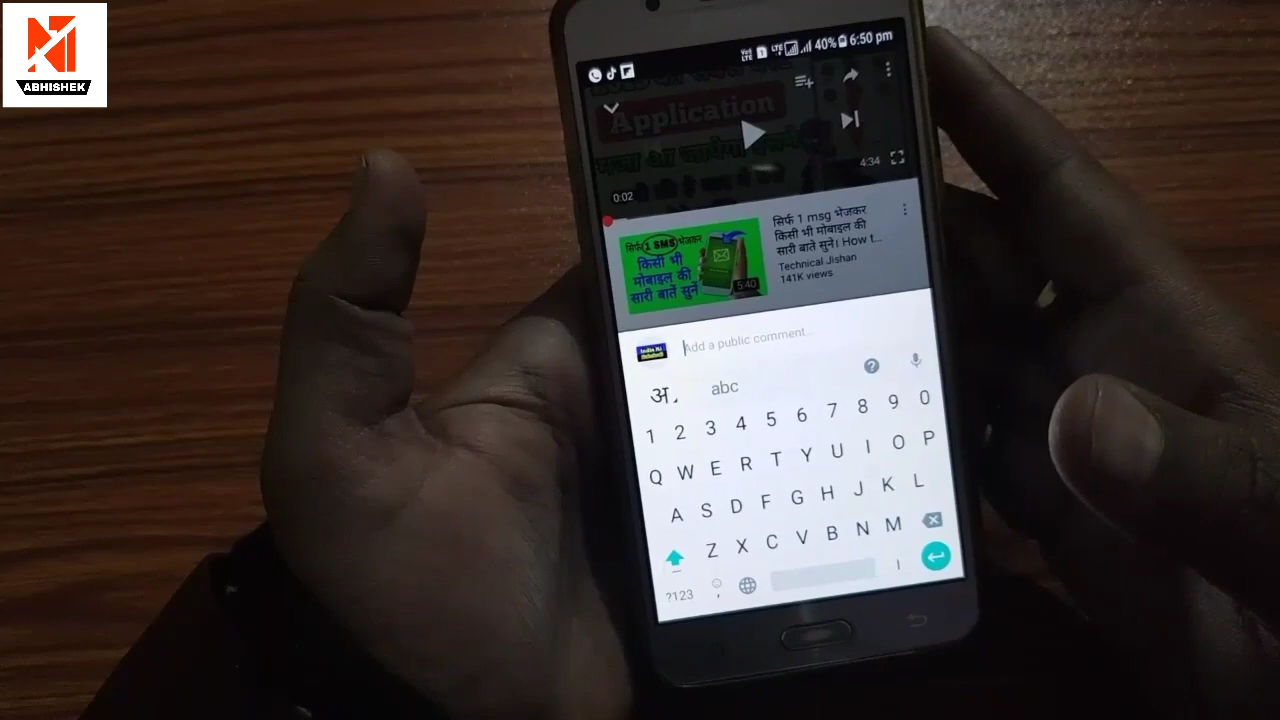 ABHISHEK
VoLTE 1 LTE 40% 6:50 pm
Application
0:02
4:34
सिर्फ 1 SMS भेजकर
किसी भी
मोबाइल की
सारी बातें सुनें
5:40
सिर्फ 1 msg भेजकर
किसी भी मोबाइल की
सारी बाते सुने। How t...
Technical Jishan
141K views
Add a public comment...
अ abc
1 2 3 4 5 6 7 8 9 0
Q W E R T Y U I O P
A S D F G H J K L
Z X C V B N M
?123 , ।